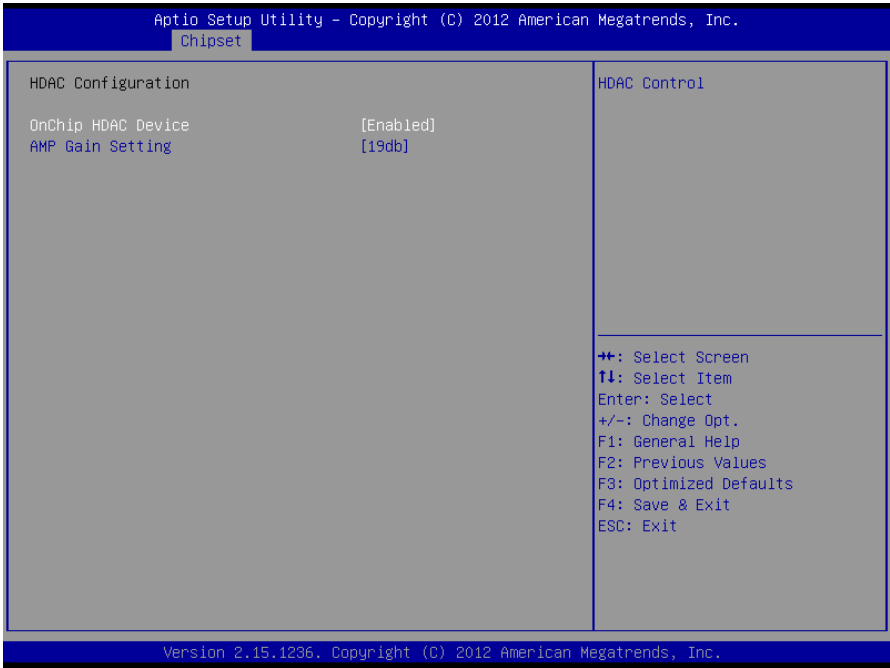 Aptio Setup Utility – Copyright (C) 2012 American Megatrends, Inc.
Chipset
HDAC Configuration
OnChip HDAC Device [Enabled]
AMP Gain Setting [19db]
HDAC Control
→←: Select Screen
↑↓: Select Item
Enter: Select
+/-: Change Opt.
F1: General Help
F2: Previous Values
F3: Optimized Defaults
F4: Save & Exit
ESC: Exit
Version 2.15.1236. Copyright (C) 2012 American Megatrends, Inc.